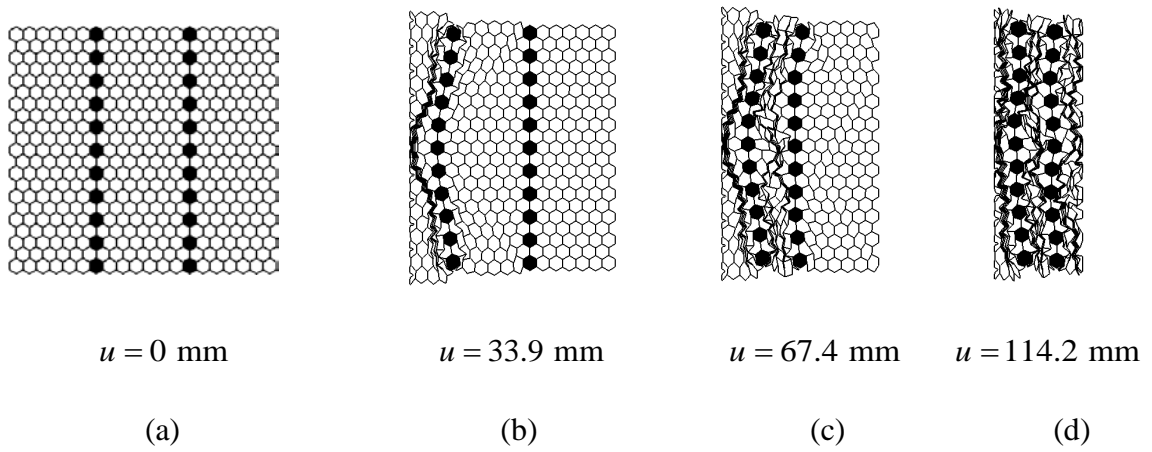 u = 0 mm u = 33.9 mm u = 67.4 mm u = 114.2 mm
(a) (b) (c) (d)